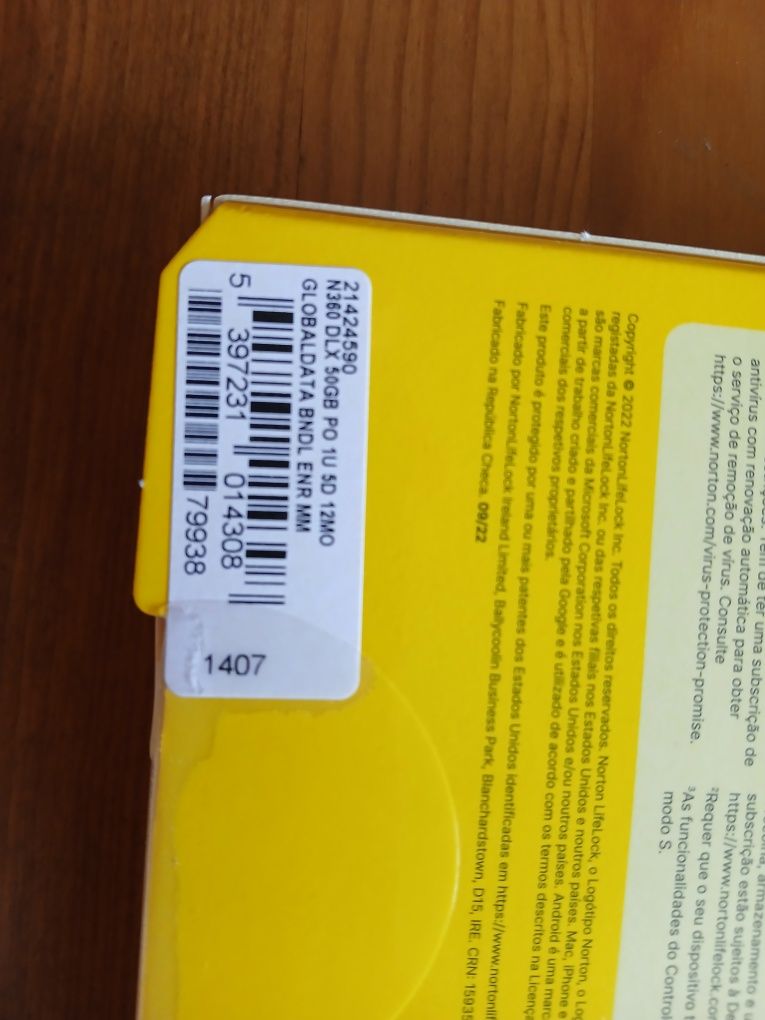 21424590
N360 DLX 50GB PO 1U 5D 12MO
GLOBALDATA BNDL ENR MM
5 397231 014308
79938
1407
antivírus com renovação automática para obter
o serviço de remoção de vírus. Consulte
https://www.norton.com/virus-protection-promise.
armazenamento e
subscrição estão sujeitos à
https://www.nortonlifelock.co
²Requer que o seu dispositivo
³As funcionalidades do Control
modo S.
Copyright © 2022 NortonLifeLock Inc. Todos os direitos reservados. Norton LifeLock, o Logótipo Norton, o Log
registadas da NortonLifeLock Inc. ou das respetivas filiais nos Estados Unidos e noutros países. Mac, iPhone e
são marcas comerciais da Microsoft Corporation nos Estados Unidos e/ou noutros países. Android é uma marc
a partir de trabalho criado e partilhado pela Google e é utilizado de acordo com os termos descritos na Licença
comerciais dos respetivos proprietários.
Este produto é protegido por uma ou mais patentes dos Estados Unidos identificadas em https://www.nortonlif
Fabricado por NortonLifeLock Ireland Limited, Ballycoolin Business Park, Blanchardstown, D15, IRE. CRN: 15935
Fabricado na República Checa. 09/22